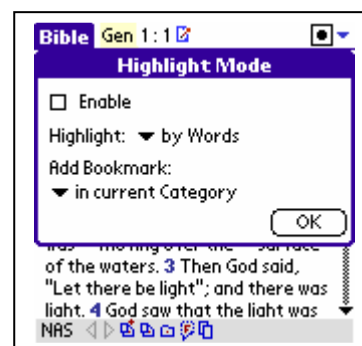 Bible Gen 1:1
Highlight Mode
Enable
Highlight: by Words
Add Bookmark:
in current Category
OK
of the waters. 3 Then God said,
"Let there be light"; and there was
light. 4 God saw that the light was
NAS